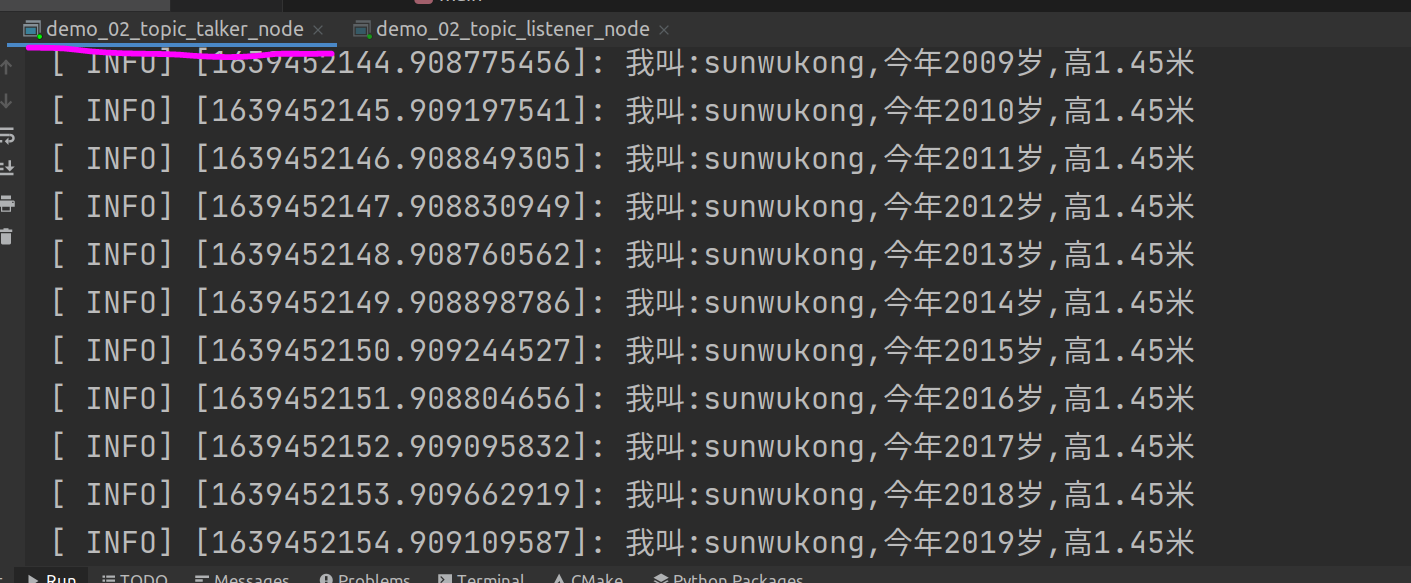 demo_02_topic_talker_node × demo_02_topic_listener_node ×
[ INFO] [1639452144.908775456]: 我叫:sunwukong,今年2009岁,高1.45米
[ INFO] [1639452145.909197541]: 我叫:sunwukong,今年2010岁,高1.45米
[ INFO] [1639452146.908849305]: 我叫:sunwukong,今年2011岁,高1.45米
[ INFO] [1639452147.908830949]: 我叫:sunwukong,今年2012岁,高1.45米
[ INFO] [1639452148.908760562]: 我叫:sunwukong,今年2013岁,高1.45米
[ INFO] [1639452149.908898786]: 我叫:sunwukong,今年2014岁,高1.45米
[ INFO] [1639452150.909244527]: 我叫:sunwukong,今年2015岁,高1.45米
[ INFO] [1639452151.908804656]: 我叫:sunwukong,今年2016岁,高1.45米
[ INFO] [1639452152.909095832]: 我叫:sunwukong,今年2017岁,高1.45米
[ INFO] [1639452153.909662919]: 我叫:sunwukong,今年2018岁,高1.45米
[ INFO] [1639452154.909109587]: 我叫:sunwukong,今年2019岁,高1.45米
Run TODO Messages Problems Terminal CMake Python Packages